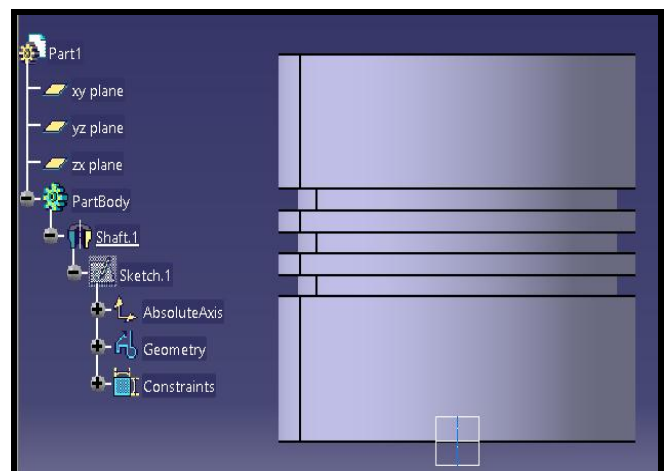 Part1
xy plane
yz plane
zx plane
PartBody
Shaft.1
Sketch.1
AbsoluteAxis
Geometry
Constraints